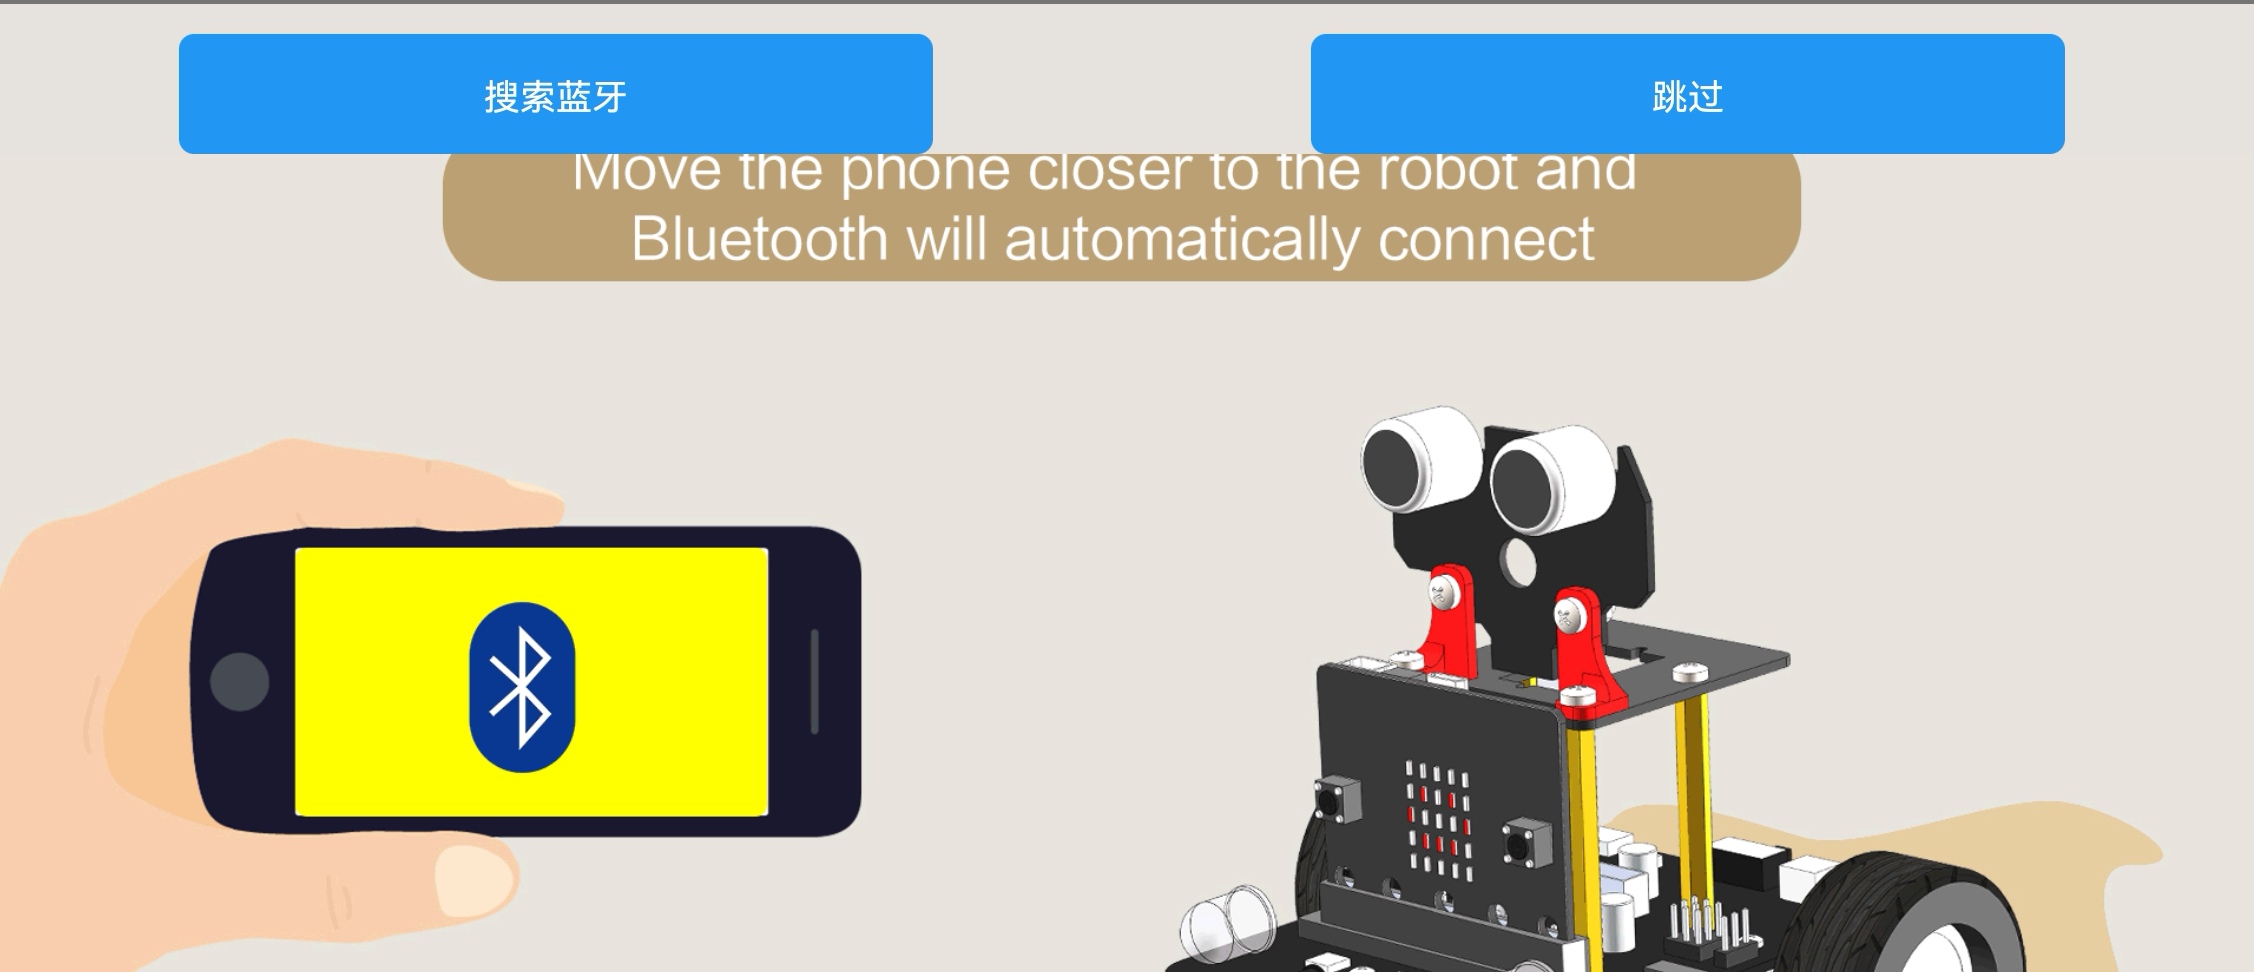 搜索蓝牙
跳过
Move the phone closer to the robot and
Bluetooth will automatically connect